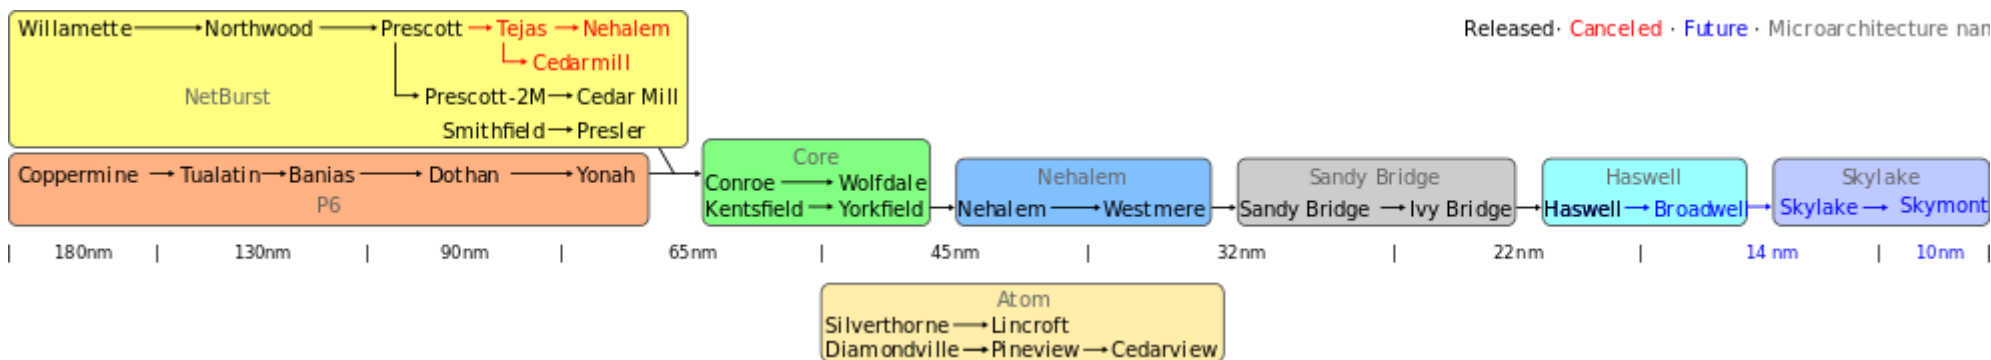 Willamette Northwood Prescott Tejas Nehalem
Released· Canceled · Future · Microarchitecture nam
Cedarmill
NetBurst Prescott-2M Cedar Mill
Smithfield Presler
Coppermine Tualatin Banias Dothan Yonah
P6
Core
Conroe Wolfdale
Kentsfield Yorkfield
Nehalem
Nehalem Westmere
Sandy Bridge
Sandy Bridge Ivy Bridge
Haswell
Haswell Broadwell
Skylake
Skylake Skymont
| 180nm | 130nm | 90nm | 65nm | 45nm | 32nm | 22nm | 14 nm | 10nm |
Atom
Silverthorne Lincroft
Diamondville Pineview Cedarview